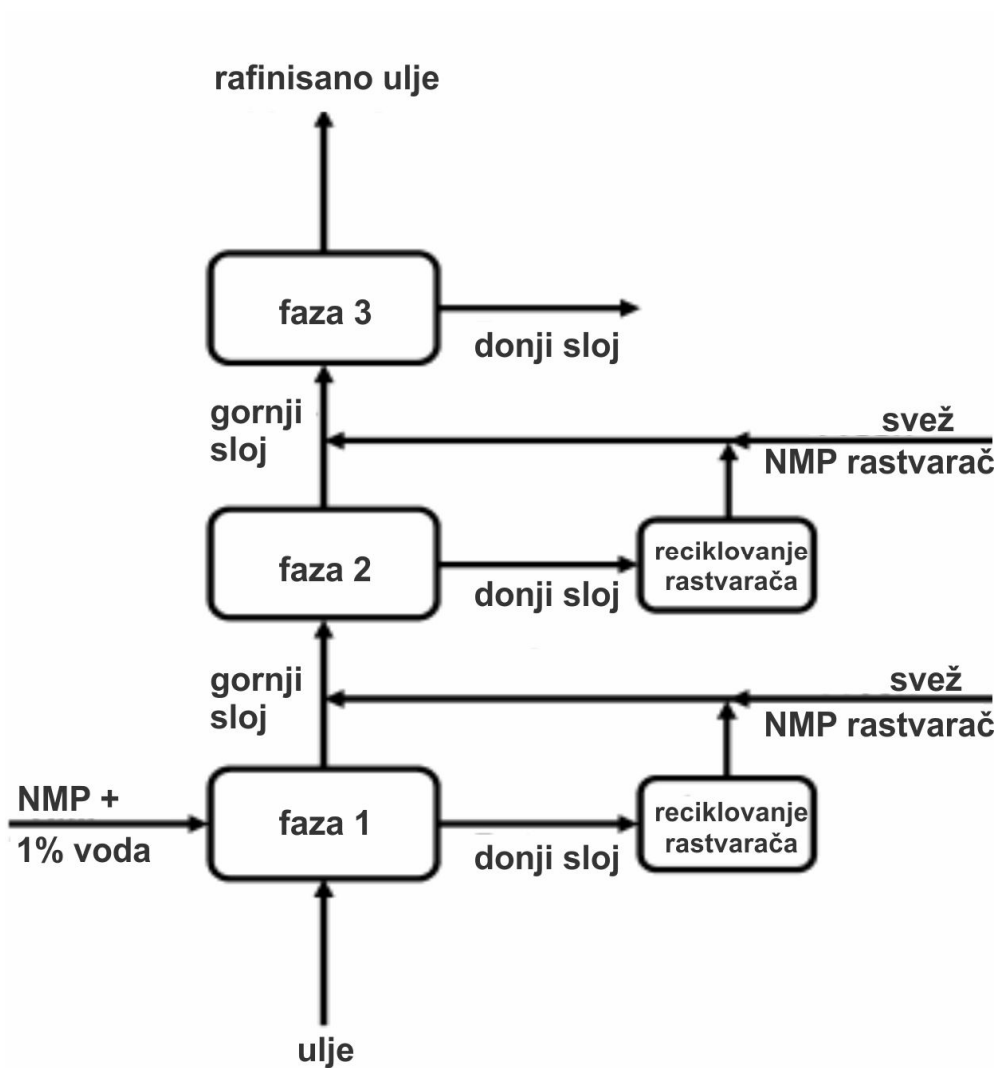 rafinisano ulje
faza 3
donji sloj
gornji
sloj
svež
NMP rastvarač
faza 2
donji sloj
reciklovanje
rastvarača
gornji
sloj
svež
NMP rastvarač
NMP +
1% voda
faza 1
donji sloj
reciklovanje
rastvarača
ulje